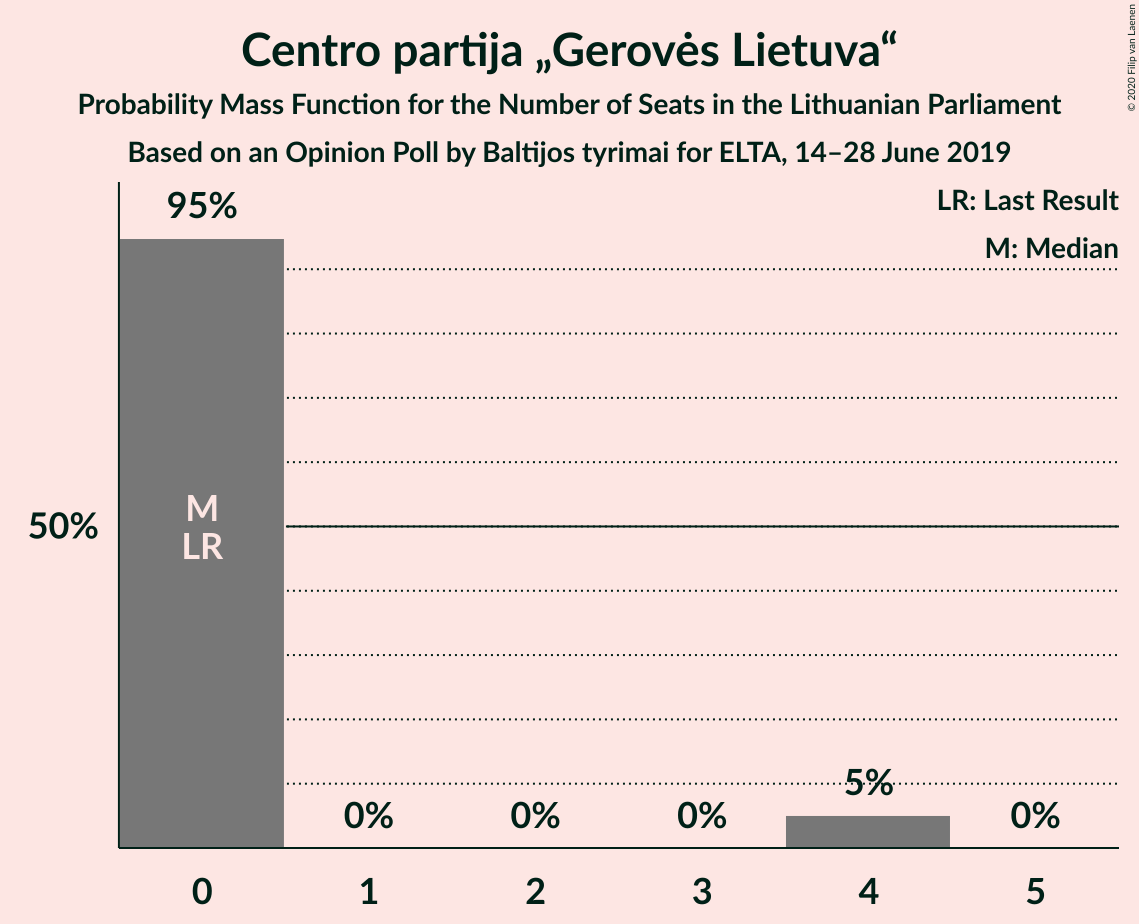 Centro partija „Gerovės Lietuva“
Probability Mass Function for the Number of Seats in the Lithuanian Parliament
Based on an Opinion Poll by Baltijos tyrimai for ELTA, 14–28 June 2019
© 2020 Filip van Laenen
LR: Last Result
M: Median
95%
50%
M
LR
0%
0%
0%
5%
0%
0
1
2
3
4
5